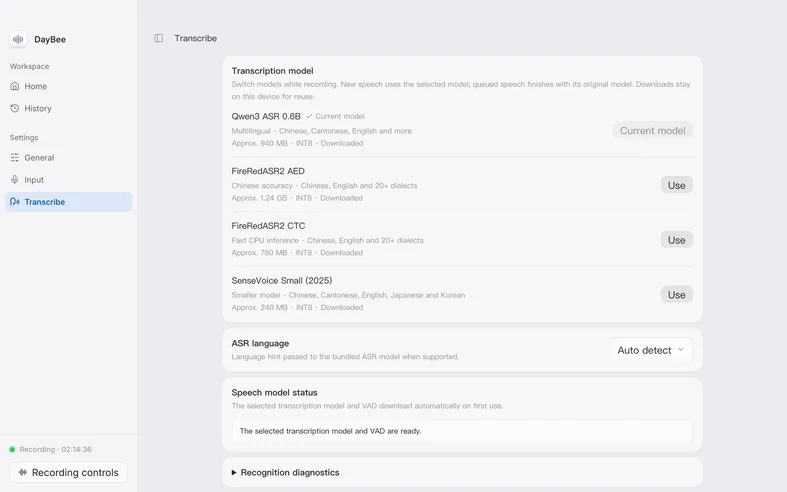 DayBee
Workspace
Home
History
Settings
General
Input
Transcribe
Recording · 02:14:36
Recording controls
Transcribe
Transcription model
Switch models while recording. New speech uses the selected model; queued speech finishes with its original model. Downloads stay
on this device for reuse.
Qwen3 ASR 0.6B ✓ Current model
Multilingual · Chinese, Cantonese, English and more
Approx. 940 MB · INT8 · Downloaded
Current model
FireRedASR2 AED
Chinese accuracy · Chinese, English and 20+ dialects
Approx. 1.24 GB · INT8 · Downloaded
Use
FireRedASR2 CTC
Fast CPU inference · Chinese, English and 20+ dialects
Approx. 780 MB · INT8 · Downloaded
Use
SenseVoice Small (2025)
Smaller model · Chinese, Cantonese, English, Japanese and Korean
Approx. 240 MB · INT8 · Downloaded
Use
ASR language
Language hint passed to the bundled ASR model when supported.
Auto detect
Speech model status
The selected transcription model and VAD download automatically on first use.
The selected transcription model and VAD are ready.
Recognition diagnostics